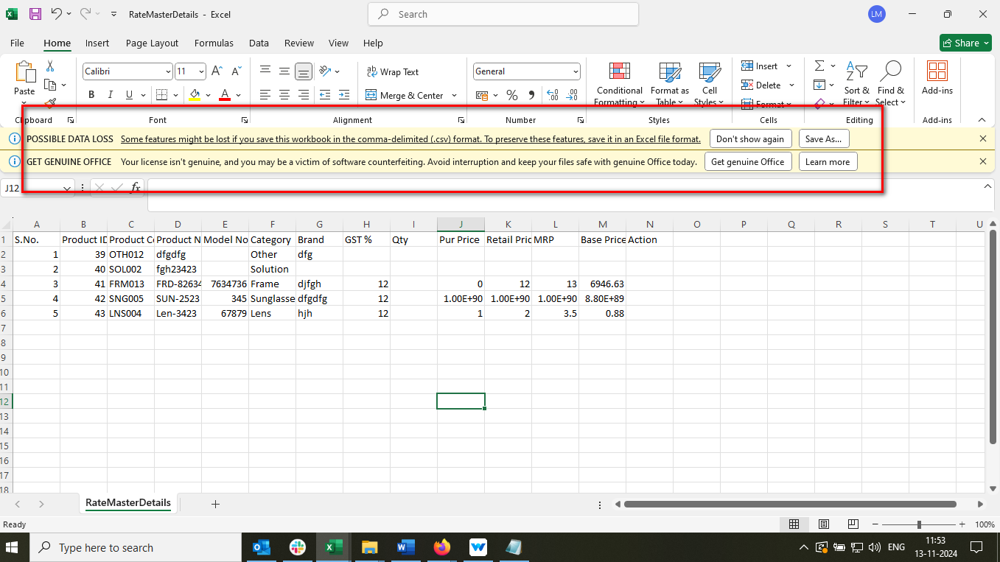 RateMasterDetails - Excel
Search
LM
File Home Insert Page Layout Formulas Data Review View Help
Share
Paste
Calibri 11
B I U
Wrap Text
Merge & Center
General
Conditional Formatting
Format as Table
Cell Styles
Insert
Delete
Format
Sort & Filter
Find & Select
Add-ins
Clipboard Font Alignment Number Styles Cells Editing Add-ins
POSSIBLE DATA LOSS Some features might be lost if you save this workbook in the comma-delimited (.csv) format. To preserve these features, save it in an Excel file format. Don't show again Save As...
GET GENUINE OFFICE Your license isn't genuine, and you may be a victim of software counterfeiting. Avoid interruption and keep your files safe with genuine Office today. Get genuine Office Learn more
J12 fx
A B C D E F G H I J K L M N O P Q R S T U
1 S.No. Product ID Product Co Product N Model No Category Brand GST % Qty Pur Price Retail Pric MRP Base Price Action
2 1 39 OTH012 dfgdfg Other dfg
3 2 40 SOL002 fgh23423 Solution
4 3 41 FRM013 FRD-82634 7634736 Frame djfgh 12 0 12 13 6946.63
5 4 42 SNG005 SUN-2523 345 Sunglasse dfgdfg 12 1.00E+90 1.00E+90 1.00E+90 8.80E+89
6 5 43 LNS004 Len-3423 67879 Lens hjh 12 1 2 3.5 0.88
7
8
9
10
11
12
13
14
15
16
17
18
RateMasterDetails
Ready
100%
Type here to search
ENG
11:53
13-11-2024